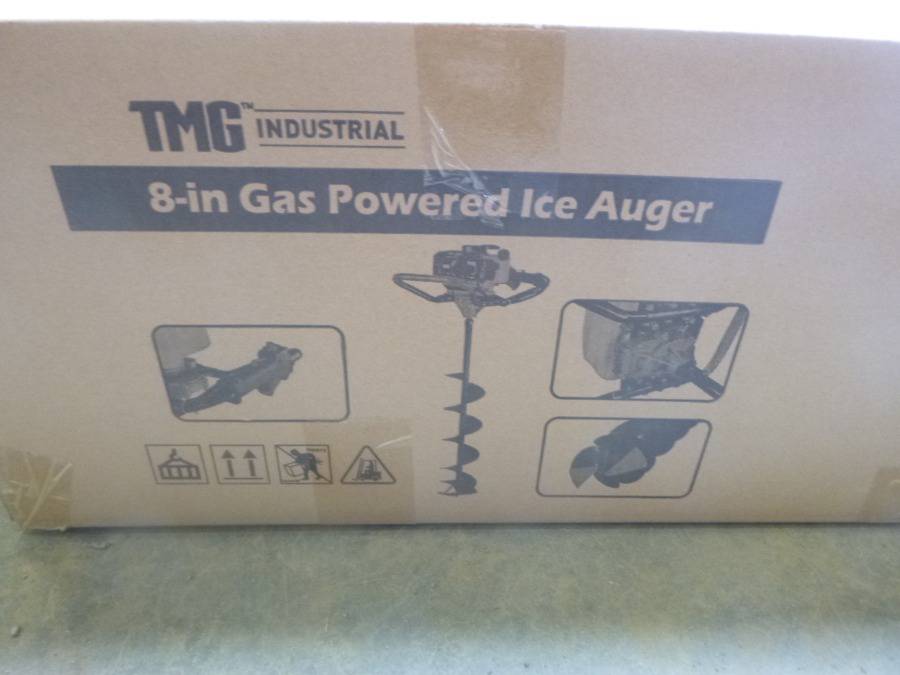 TMG™ INDUSTRIAL
8-in Gas Powered Ice Auger